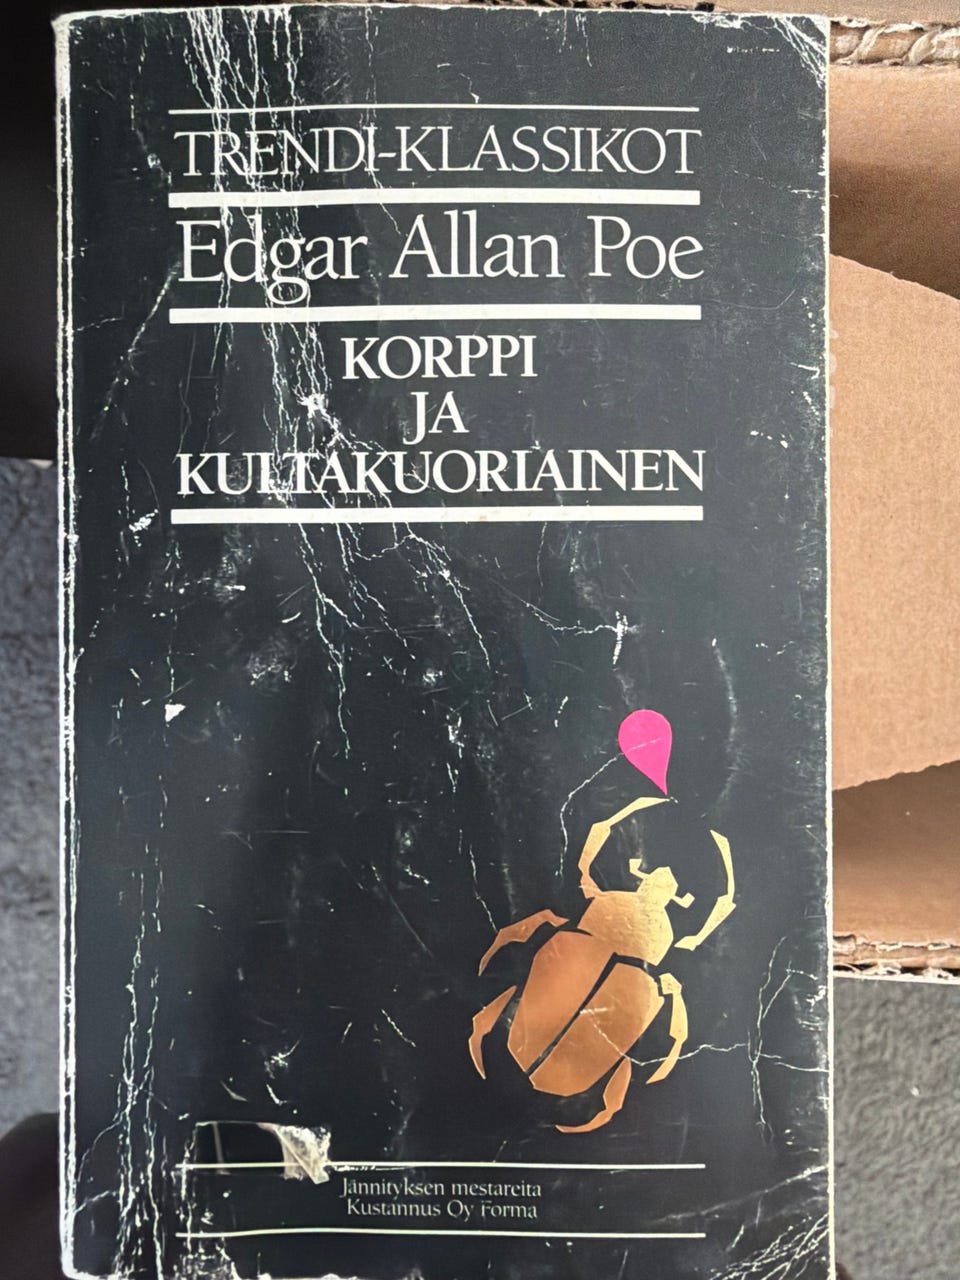 TRENDI-KLASSIKOT
Edgar Allan Poe
KORPPI
JA
KULTAKUORIAINEN
Jännityksen mestareita
Kustannus Oy Forma